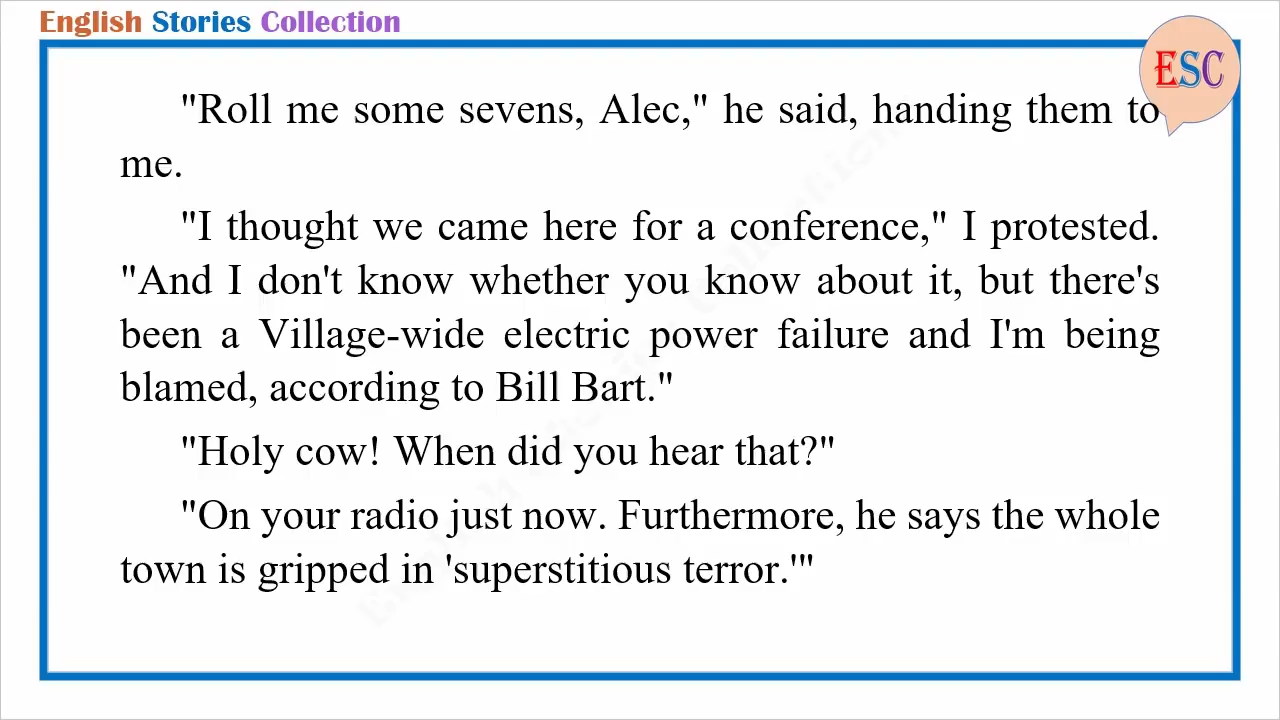 English Stories Collection
ESC
"Roll me some sevens, Alec," he said, handing them to
me.
"I thought we came here for a conference," I protested.
"And I don't know whether you know about it, but there's
been a Village-wide electric power failure and I'm being
blamed, according to Bill Bart."
"Holy cow! When did you hear that?"
"On your radio just now. Furthermore, he says the whole
town is gripped in 'superstitious terror.'"
English Stories Collection